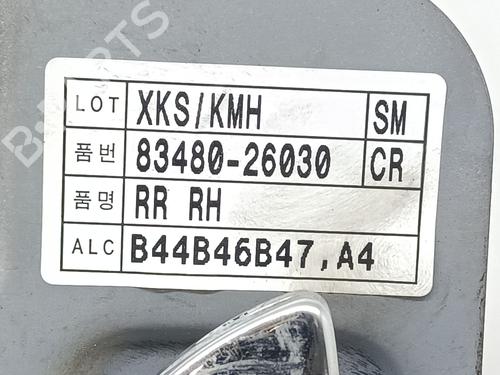 LOT XKS/KMH SM
품번 83480-26030 CR
품명 RR RH
ALC B44B46B47,A4